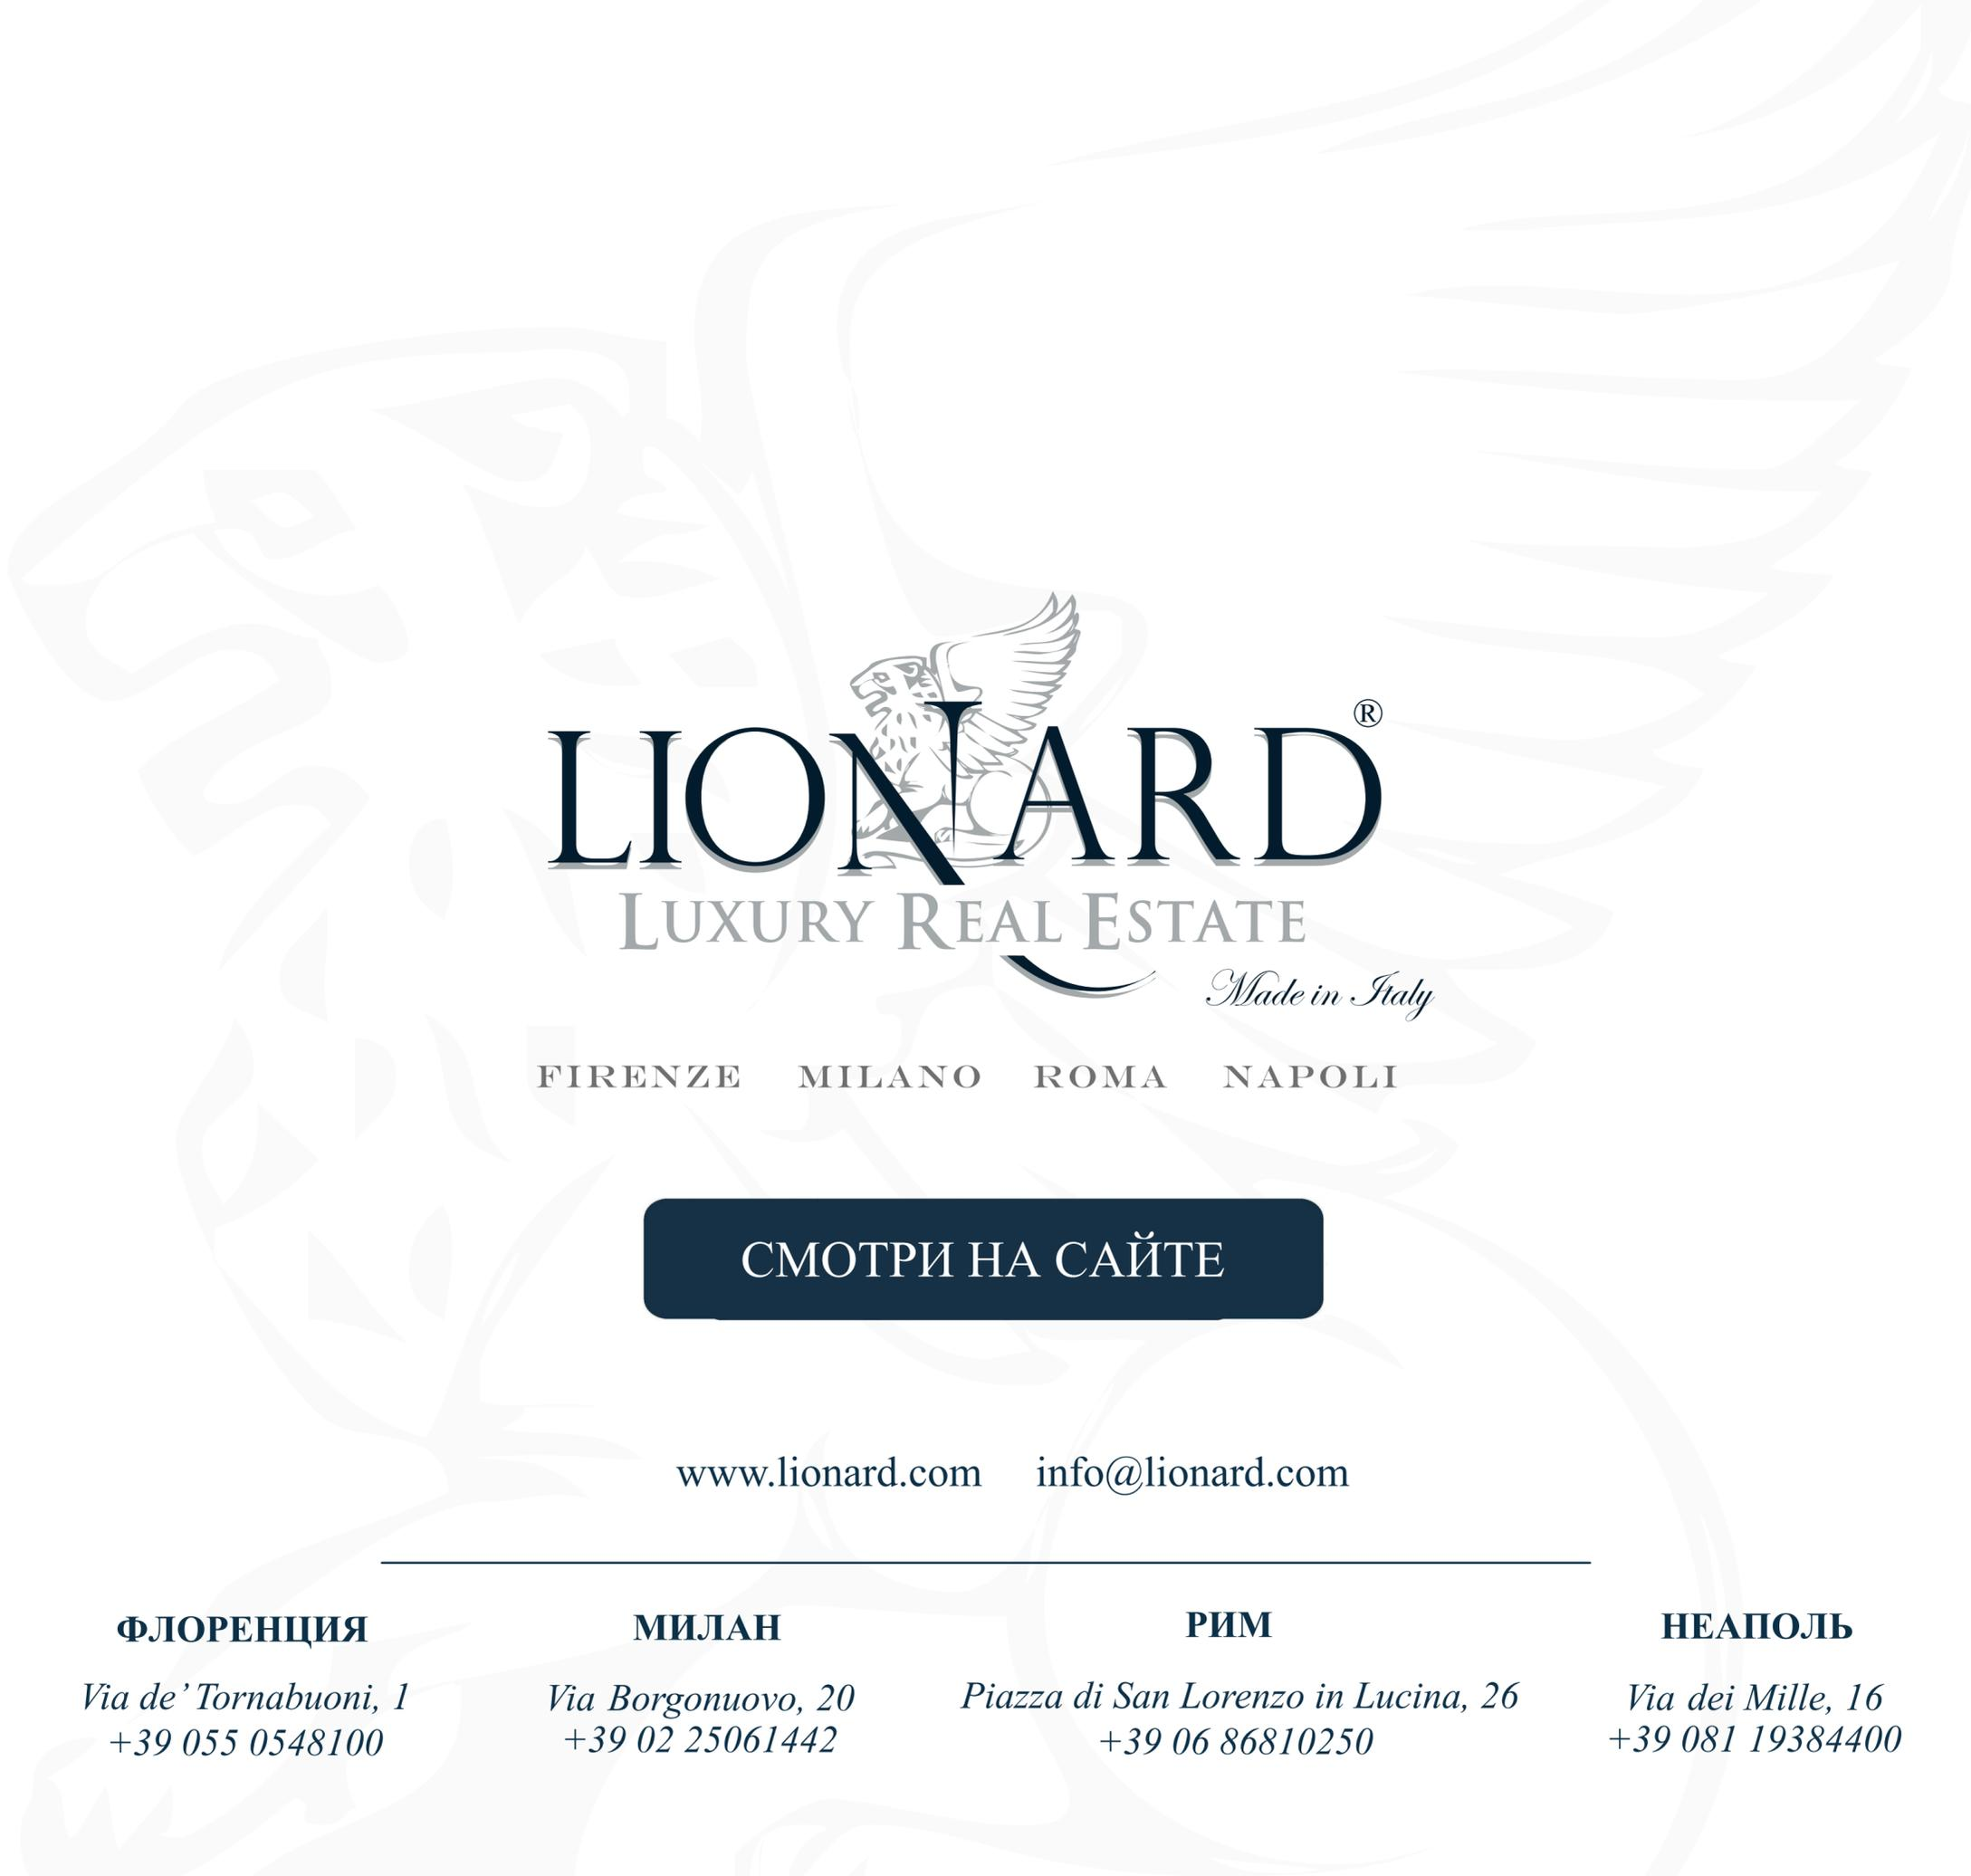 LIONARD®
LUXURY REAL ESTATE
Made in Italy
FIRENZE MILANO ROMA NAPOLI
СМОТРИ НА САЙТЕ
www.lionard.com info@lionard.com
ФЛОРЕНЦИЯ
Via de’ Tornabuoni, 1
+39 055 0548100
МИЛАН
Via Borgonuovo, 20
+39 02 25061442
РИМ
Piazza di San Lorenzo in Lucina, 26
+39 06 86810250
НЕАПОЛЬ
Via dei Mille, 16
+39 081 19384400